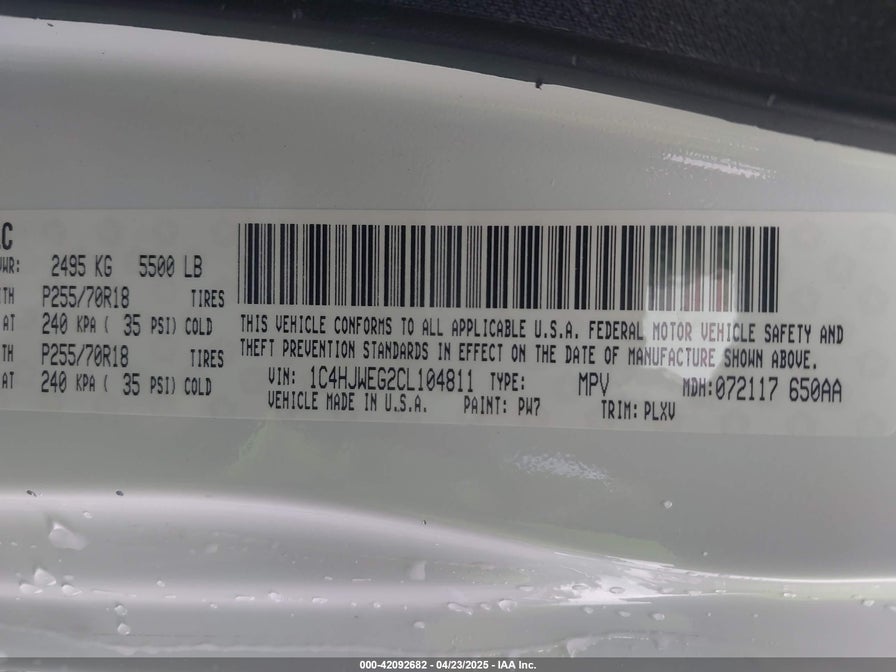 LC
VWR: 2495 KG 5500 LB
TH P255/70R18 TIRES
AT 240 KPA ( 35 PSI) COLD
TH P255/70R18 TIRES
AT 240 KPA ( 35 PSI) COLD
THIS VEHICLE CONFORMS TO ALL APPLICABLE U.S.A. FEDERAL MOTOR VEHICLE SAFETY AND
THEFT PREVENTION STANDARDS IN EFFECT ON THE DATE OF MANUFACTURE SHOWN ABOVE.
VIN: 1C4HJWEG2CL104811 TYPE: MPV MDH:072117 650AA
VEHICLE MADE IN U.S.A. PAINT: PW7 TRIM: PLXV
000-42092682 - 04/23/2025 - IAA Inc.